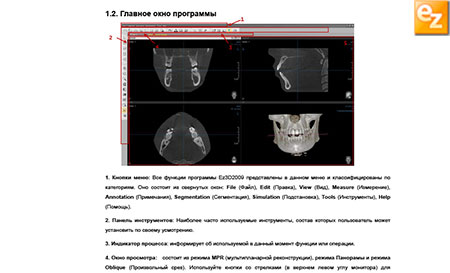 1.2. Главное окно программы
ez
1
2
3
4
5
1. Кнопки меню: Все функции программы Ez3D2009 представлены в данном меню и классифицированы по
категориям. Оно состоит из свернутых окон: File (Файл), Edit (Правка), View (Вид), Measure (Измерение),
Annotation (Примечания), Segmentation (Сегментация), Simulation (Подстановка), Tools (Инструменты), Help
(Помощь).
2. Панель инструментов: Наиболее часто используемые инструменты, состав которых пользователь может
установить по своему усмотрению.
3. Индикатор процесса: информирует об используемой в данный момент функции или операции.
4. Окно просмотра: состоит из режима MPR (мультипланарной реконструкции), режима Панорамы и режима
Oblique (Произвольный срез). Используйте кнопки со стрелками (в верхнем левом углу монитора) для